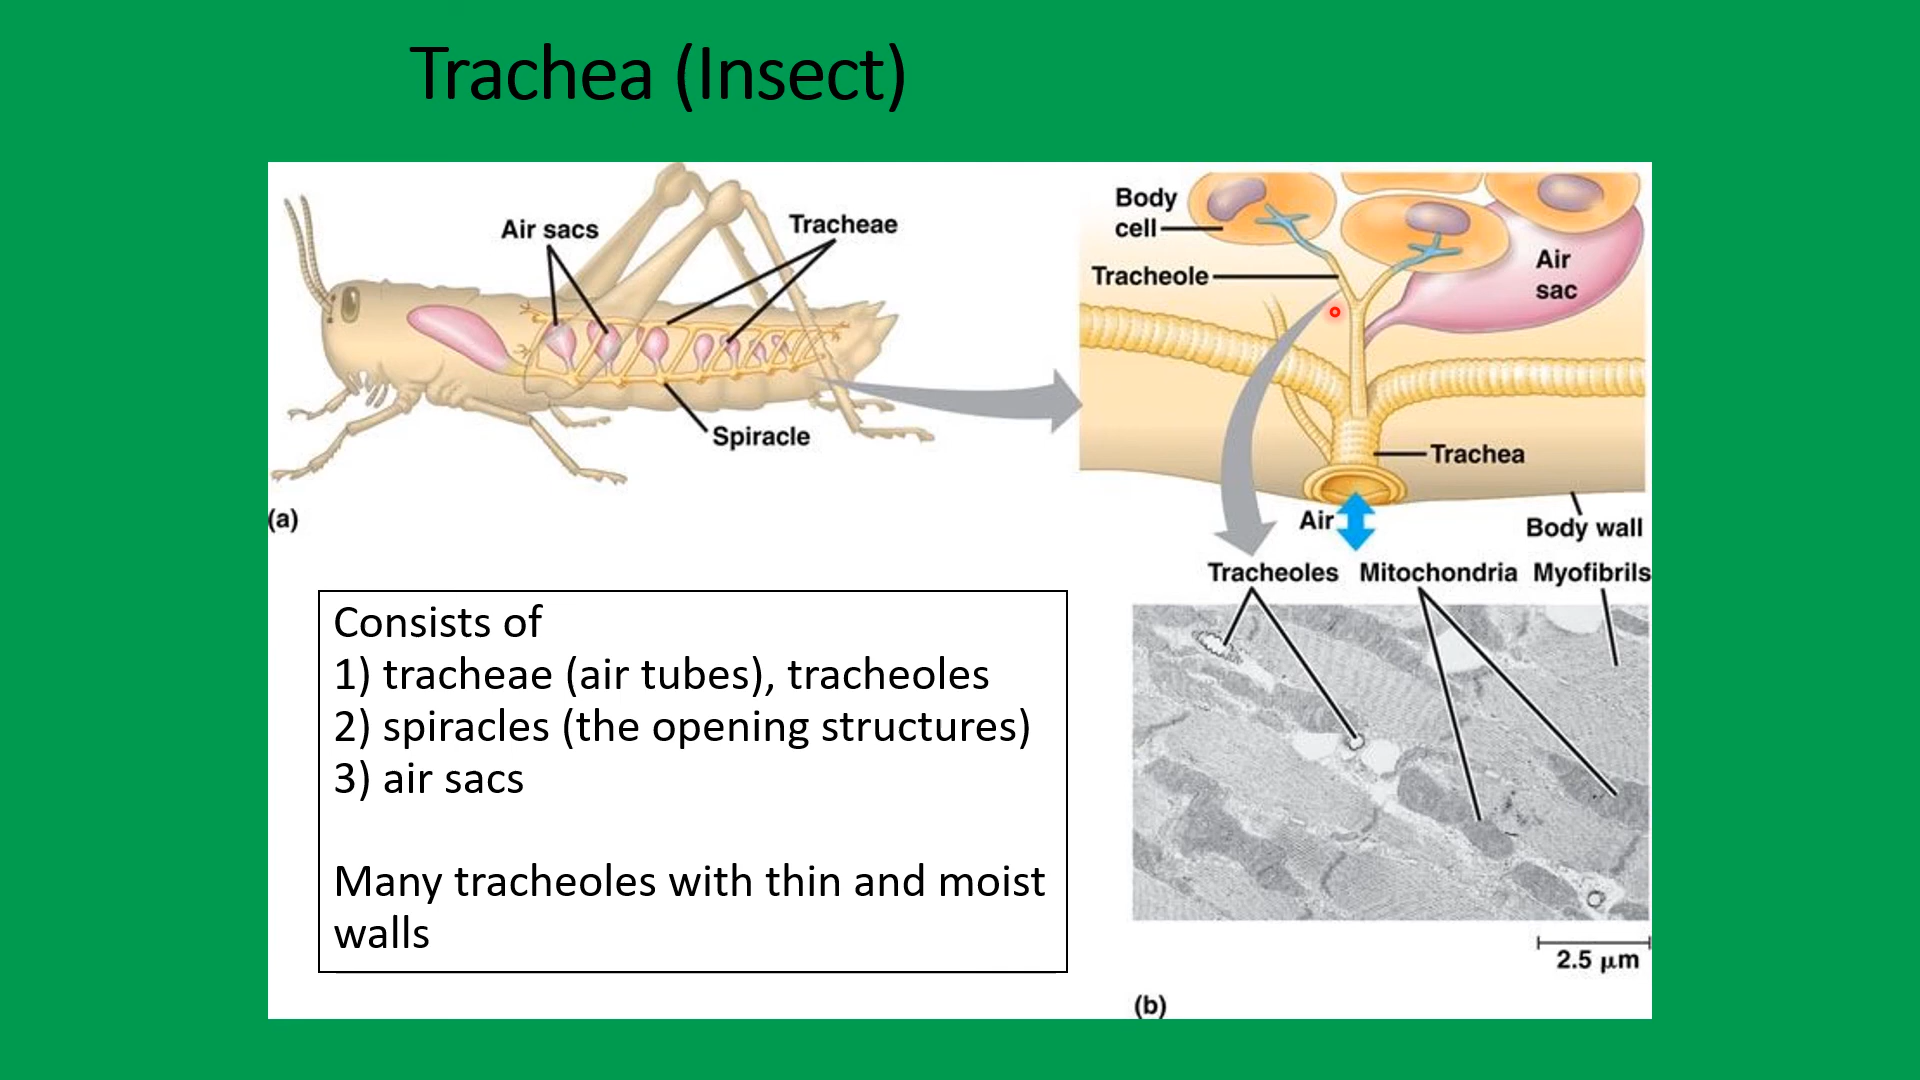 Trachea (Insect)
Air sacs
Tracheae
Spiracle
(a)
Body
cell
Tracheole
Air
sac
Trachea
Air
Body wall
Tracheoles Mitochondria Myofibrils
2.5 μm
(b)
Consists of
1) tracheae (air tubes), tracheoles
2) spiracles (the opening structures)
3) air sacs
Many tracheoles with thin and moist
walls